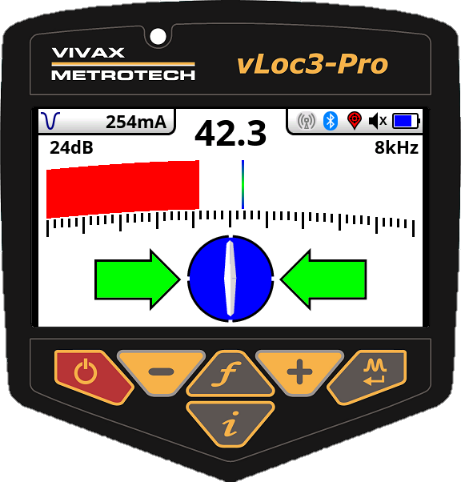 VIVAX
METROTECH
vLoc3-Pro
254mA
42.3
24dB
8kHz
f
i